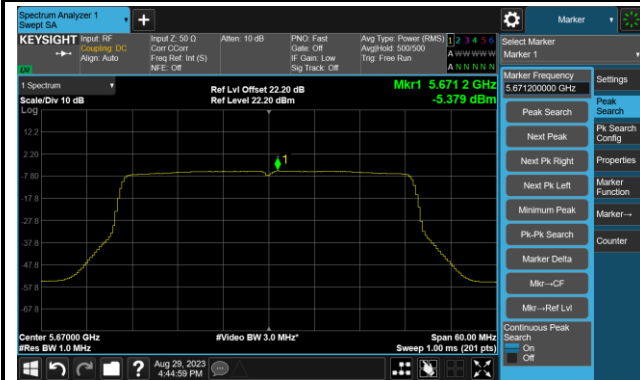 Spectrum Analyzer 1
Swept SA
+
Marker
KEYSIGHT
Input: RF
Coupling: DC
Align: Auto
Input Z: 50 Ω
Corr CCorr
Freq Ref: Int (S)
NFE: Off
Atten: 10 dB
PNO: Fast
Gate: Off
IF Gain: Low
Sig Track: Off
Avg Type: Power (RMS)
Avg|Hold: 500/500
Trig: Free Run
1 2 3 4 5 6
A W W W W W
A N N N N N
Select Marker
Marker 1
1 Spectrum
Scale/Div 10 dB
Log
Ref Lvl Offset 22.20 dB
Ref Level 22.20 dBm
Mkr1 5.671 2 GHz
-5.379 dBm
12.2
2.20
-7.80
-17.8
-27.8
-37.8
-47.8
-57.8
-67.8
1
Center 5.67000 GHz
#Res BW 1.0 MHz
#Video BW 3.0 MHz*
Span 60.00 MHz
Sweep 1.00 ms (201 pts)
Marker Frequency
5.671200000 GHz
Peak Search
Next Peak
Next Pk Right
Next Pk Left
Minimum Peak
Pk-Pk Search
Marker Delta
Mkr→CF
Mkr→Ref Lvl
Continuous Peak
Search
On
Off
Settings
Peak
Search
Pk Search
Config
Properties
Marker
Function
Marker→
Counter
?
Aug 29, 2023
4:44:59 PM